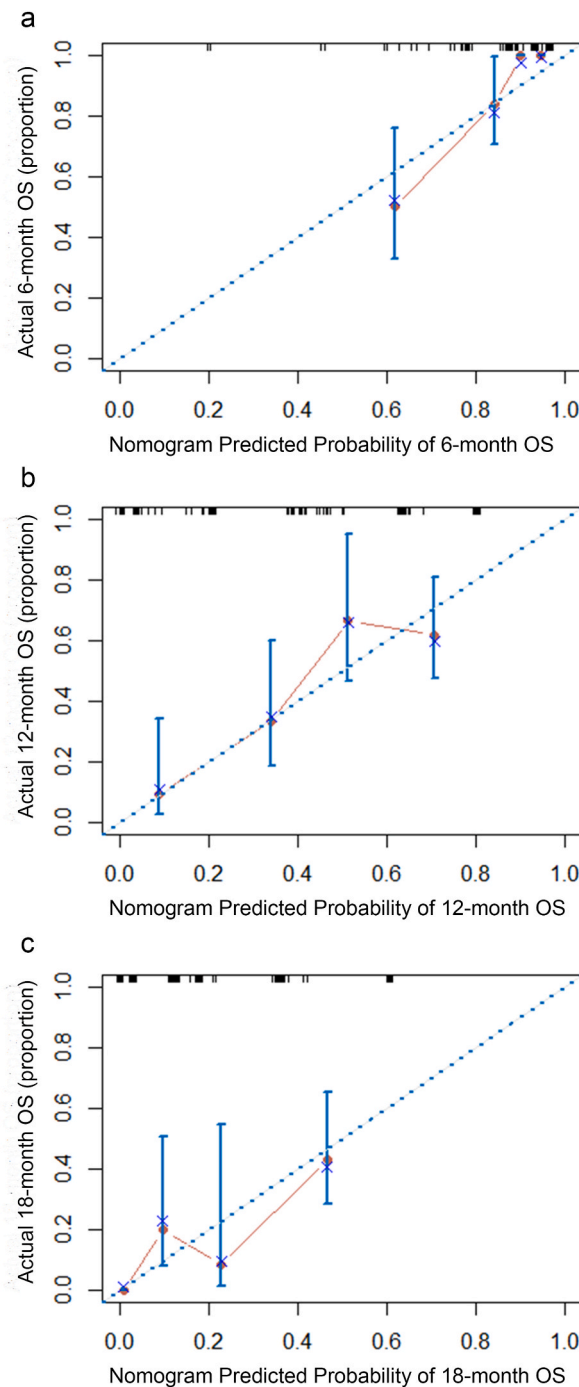 a
1.0
0.8
0.6
0.4
0.2
0.0
Actual 6-month OS (proportion)
0.0 0.2 0.4 0.6 0.8 1.0
Nomogram Predicted Probability of 6-month OS
b
1.0
0.8
0.6
0.4
0.2
0.0
Actual 12-month OS (proportion)
0.0 0.2 0.4 0.6 0.8 1.0
Nomogram Predicted Probability of 12-month OS
c
1.0
0.8
0.6
0.4
0.2
0.0
Actual 18-month OS (proportion)
0.0 0.2 0.4 0.6 0.8 1.0
Nomogram Predicted Probability of 18-month OS